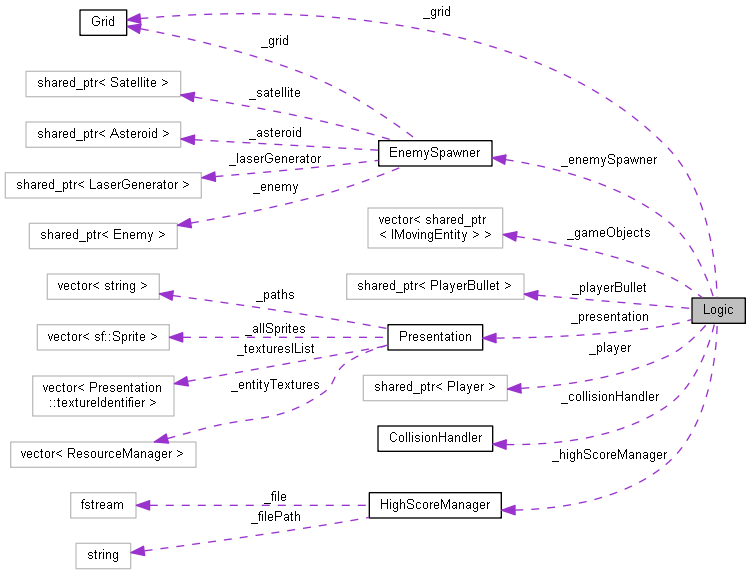 _grid
Grid
_grid
shared_ptr< Satellite >
_satellite
shared_ptr< Asteroid >
_asteroid
EnemySpawner
_laserGenerator
_enemySpawner
shared_ptr< LaserGenerator >
_enemy
vector< shared_ptr
< IMovingEntity > >
shared_ptr< Enemy >
_gameObjects
vector< string >
shared_ptr< PlayerBullet >
_playerBullet
_paths
Logic
_presentation
_allSprites
vector< sf::Sprite >
Presentation
_texturesIList
_player
_entityTextures
vector< Presentation
::textureIdentifier >
shared_ptr< Player >
_collisionHandler
CollisionHandler
vector< ResourceManager >
_highScoreManager
_file
fstream
HighScoreManager
_filePath
string